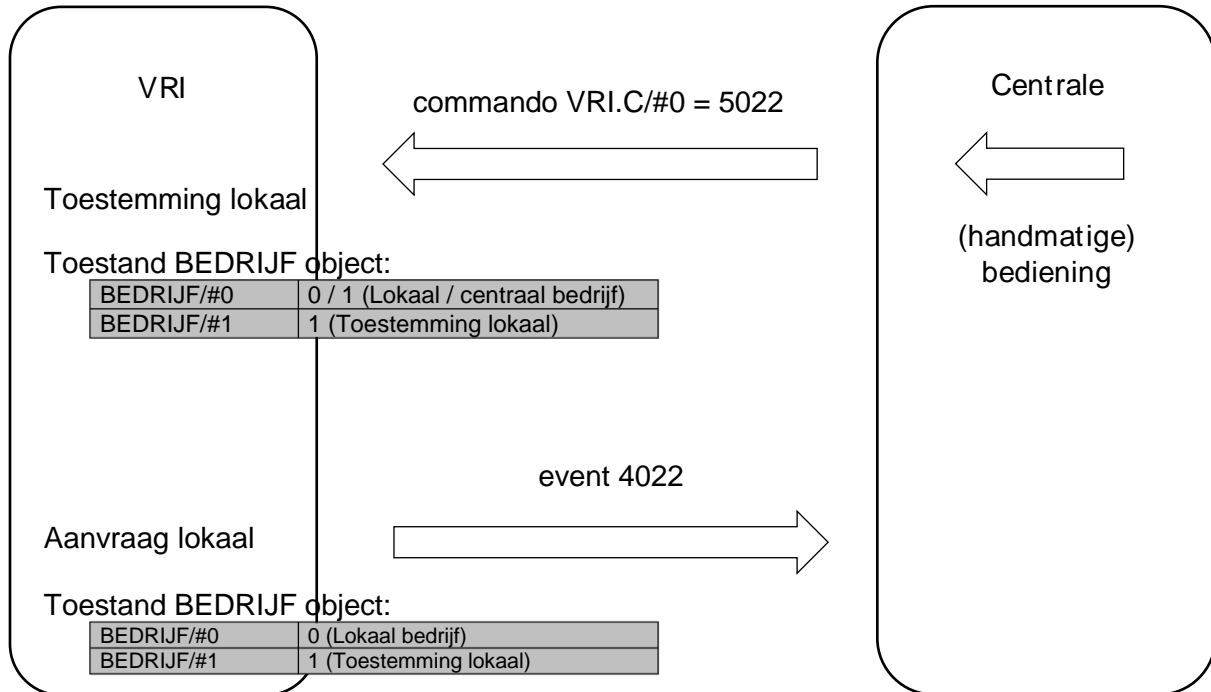 VRI
Centrale
commando VRI.C/#0 = 5022
Toestemming lokaal
(handmatige)
bediening
Toestand BEDRIJF object:
BEDRIJF/#0 0 / 1 (Lokaal / centraal bedrijf)
BEDRIJF/#1 1 (Toestemming lokaal)
event 4022
Aanvraag lokaal
Toestand BEDRIJF object:
BEDRIJF/#0 0 (Lokaal bedrijf)
BEDRIJF/#1 1 (Toestemming lokaal)